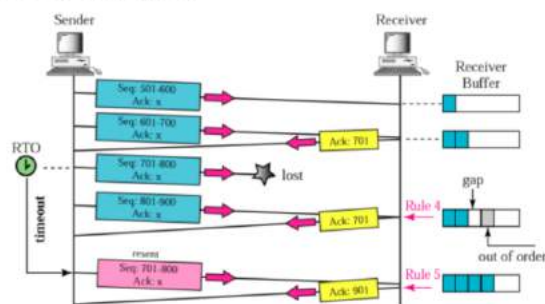 Sender
Receiver
Receiver
Buffer
Seq: 501-600
Ack: x
Seq: 601-700
Ack: x
Ack: 701
RTO
Seq: 701-800
Ack: x
lost
gap
timeout
Seq: 801-900
Ack: x
Ack: 701
Rule 4
out of order
resent
Seq: 701-800
Ack: x
Ack: 901
Rule 5